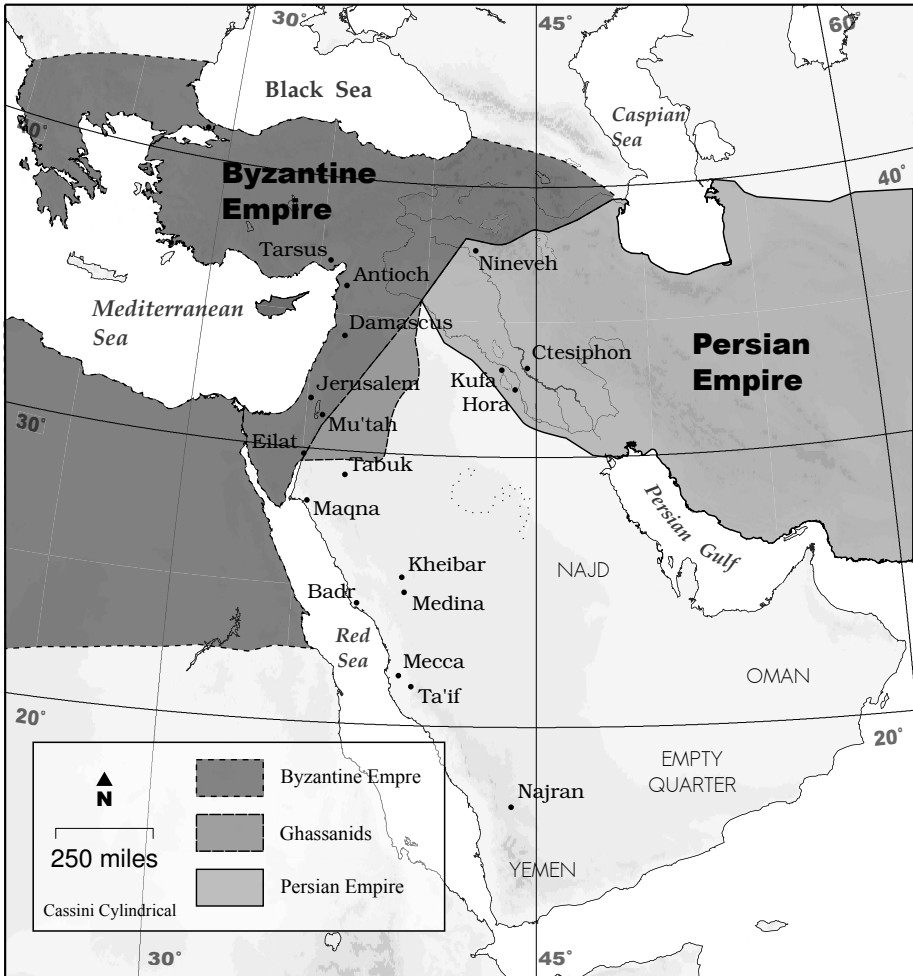 30°
45°
60°
Black Sea
Caspian
Sea
40°
Byzantine
Empire
40°
Tarsus
Nineveh
Antioch
Mediterranean
Sea
Damascus
Ctesiphon
Persian
Empire
Jerusalem
Kufa
Hora
30°
Mu'tah
30°
Eilat
Tabuk
Maqna
Persian Gulf
Kheibar
NAJD
Badr
Medina
Red
Sea
Mecca
OMAN
Ta'if
20°
20°
EMPTY
QUARTER
Najran
YEMEN
N
250 miles
Cassini Cylindrical
Byzantine Empre
Ghassanids
Persian Empire
30°
45°